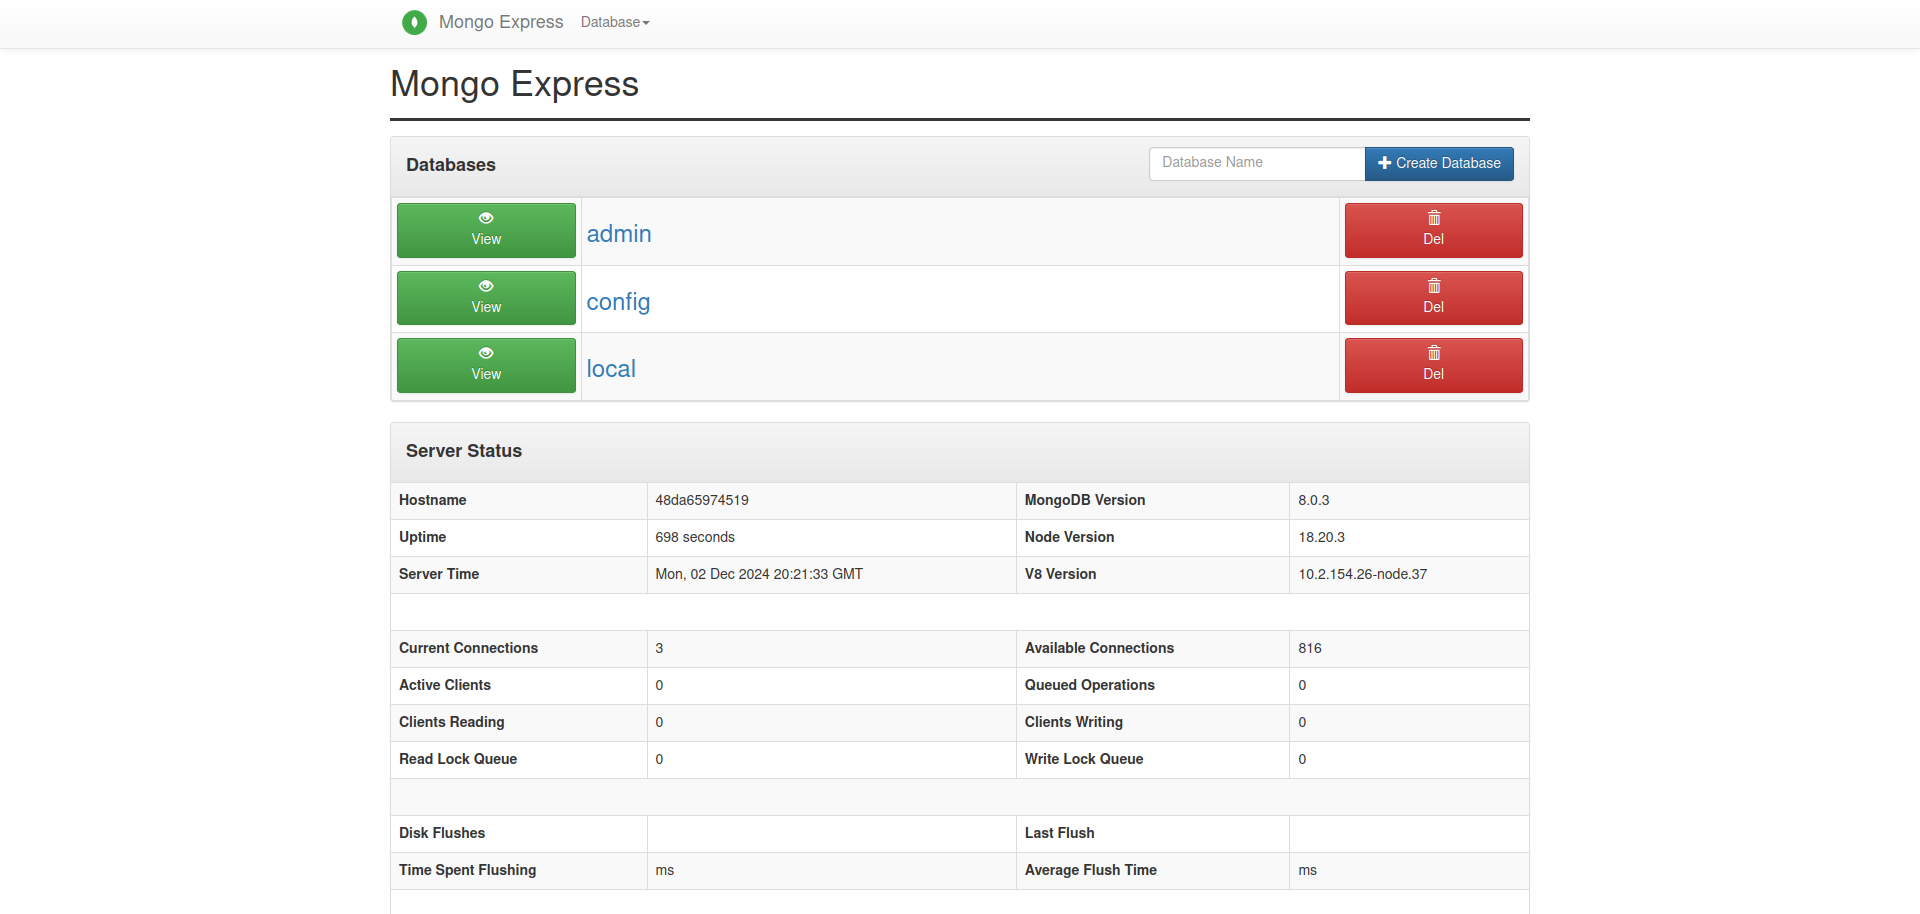 Mongo Express Database
Mongo Express
Databases Database Name Create Database
View admin Del
View config Del
View local Del
Server Status
Hostname 48da65974519 MongoDB Version 8.0.3
Uptime 698 seconds Node Version 18.20.3
Server Time Mon, 02 Dec 2024 20:21:33 GMT V8 Version 10.2.154.26-node.37
Current Connections 3 Available Connections 816
Active Clients 0 Queued Operations 0
Clients Reading 0 Clients Writing 0
Read Lock Queue 0 Write Lock Queue 0
Disk Flushes Last Flush
Time Spent Flushing ms Average Flush Time ms